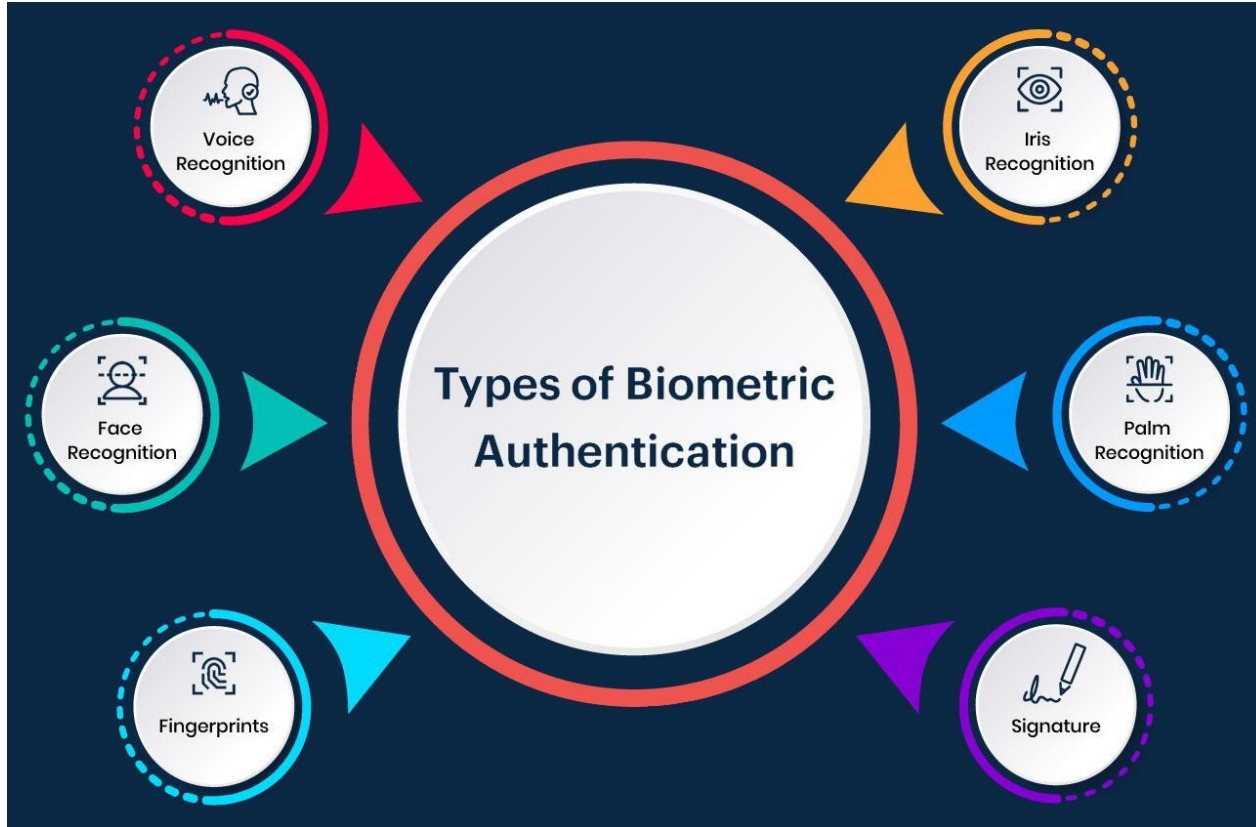 Voice
Recognition
Iris
Recognition
Types of Biometric
Authentication
Face
Recognition
Palm
Recognition
Fingerprints
Signature